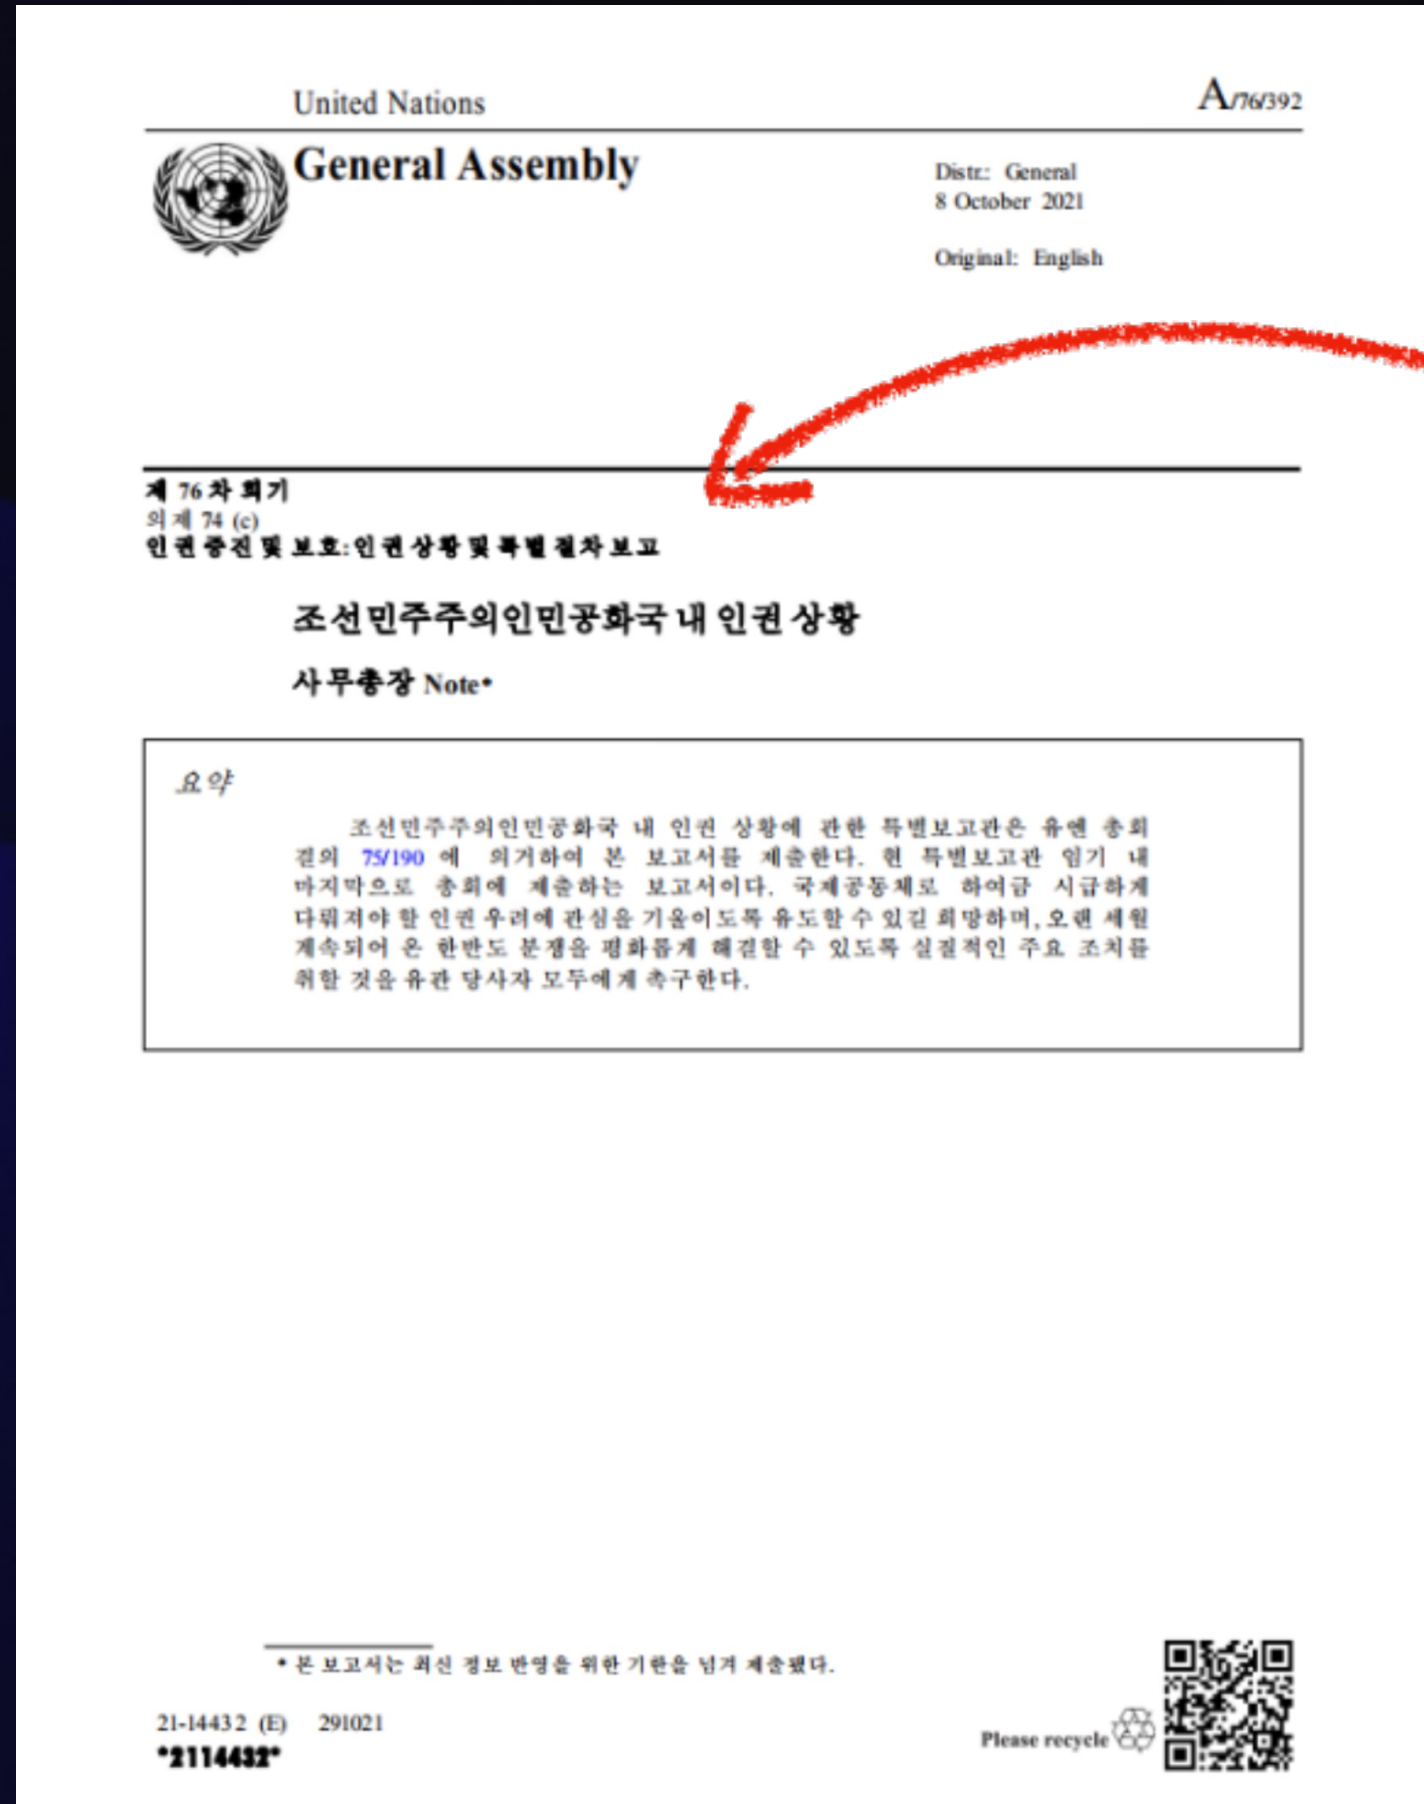 United Nations
A/76/392
General Assembly
Distr.: General
8 October 2021
Original: English
제 76 차 회기
의제 74 (c)
인권 증진 및 보호: 인권 상황 및 특별 절차 보고
조선민주주의인민공화국 내 인권 상황
사무총장 Note*
요약
조선민주주의인민공화국 내 인권 상황에 관한 특별보고관은 유엔 총회
결의 75/190 에 의거하여 본 보고서를 제출한다. 현 특별보고관 임기 내
마지막으로 총회에 제출하는 보고서이다. 국제공동체로 하여금 시급하게
다뤄져야 할 인권 우려에 관심을 기울이도록 유도할 수 있길 희망하며, 오랜 세월
계속되어 온 한반도 분쟁을 평화롭게 해결할 수 있도록 실질적인 주요 조치를
취할 것을 유관 당사자 모두에게 촉구한다.
* 본 보고서는 최신 정보 반영을 위한 기한을 넘겨 제출됐다.
21-14432 (E) 291021
*2114432*
Please recycle